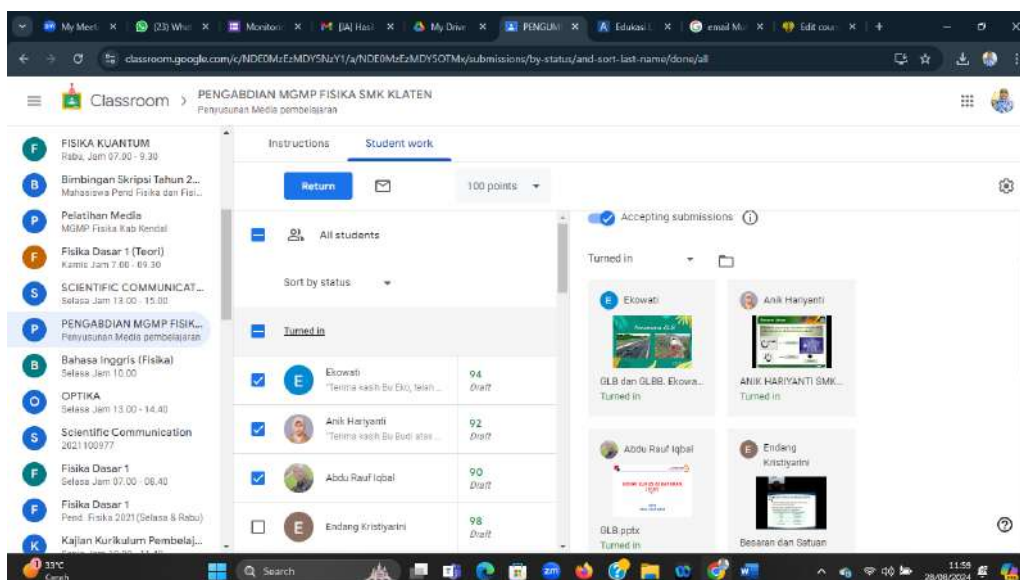 My Meet
(23) Wh
Monitori
[JA] Hasi
My Drive
PENGUM
Edukasi
Edit cour
classroom.google.com/c/NDE0MzEzMDY5NzY1/a/NDE0MzEzMDY5OTMx/submissions/by-status/and-sort-last-name/done/all
Classroom > PENGABDIAN MGMP FISIKA SMK KLATEN
Penyusunan Media pembelajaran
FISIKA KUANTUM
Rabu, Jam 07.00 - 9.30
Bimbingan Skripsi Tahun 2...
Mahasiswa Pend Fisika dan Fisi...
Pelatihan Media
MGMP Fisika Kab Kendal
Fisika Dasar 1 (Teori)
Kamis Jam 7.00 - 09.30
SCIENTIFIC COMMUNICAT...
Selasa Jam 13.00 - 15.00
PENGABDIAN MGMP FISIK...
Penyusunan Media pembelajaran
Bahasa Inggris (Fisika)
Selasa Jam 10.00
OPTIKA
Selasa Jam 13.00 - 14.40
Scientific Communication
2021100977
Fisika Dasar 1
Selasa Jam 07.00 - 08.40
Fisika Dasar 1
Pend. Fisika 2021(Selasa & Rabu)
Kajian Kurikulum Pembelaj...
Instructions
Student work
Return
100 points
All students
Sort by status
Turned in
Ekowati
"Terima kasih Bu Eko, telah ...
94
Draft
Anik Hariyanti
"Terima kasih Bu Budi atas ...
92
Draft
Abdu Rauf Iqbal
90
Draft
Endang Kristiyarini
98
Draft
Accepting submissions
Turned in
Ekowati
GLB dan GLBB. Ekowa...
Turned in
Anik Hariyanti
ANIK HARIYANTI SMK...
Turned in
Abdu Rauf Iqbal
GLB.pptx
Turned in
Endang
Kristiyarini
Besaran dan Satuan
33°C
Cerah
Search
11:59
28/08/2024